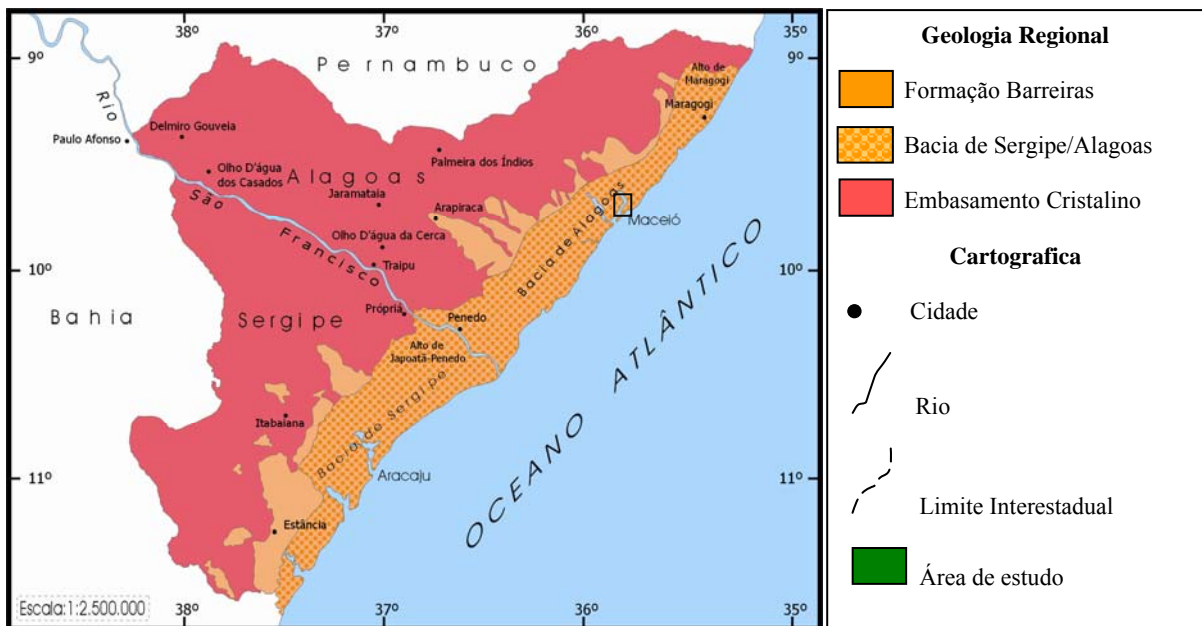 38º
37º
36º
35º
9º
9º
Pernambuco
Alto de
Maragogi
Rio
Maragogi
Delmiro Gouveia
Paulo Afonso
Palmeira dos Índios
Olho D'água
dos Casados
Alagoas
Jaramataia
Arapiraca
São
Bacia de Alagoas
Maceió
Olho D'água da Cerca
Francisco
Traipu
10º
10º
Própriá
Bahia
Sergipe
Penedo
Alto de
Japoatã-Penedo
OCEANO ATLÂNTICO
Bacia de Sergipe
Itabaiana
Aracaju
11º
11º
Estância
Escala:1:2.500.000
38º
37º
36º
35º
Geologia Regional
Formação Barreiras
Bacia de Sergipe/Alagoas
Embasamento Cristalino
Cartografica
Cidade
Rio
Limite Interestadual
Área de estudo